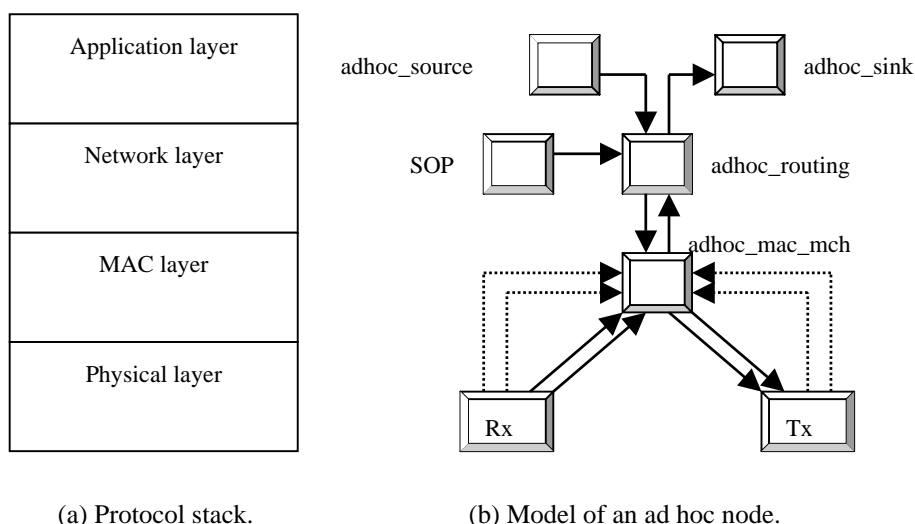 Application layer
Network layer
MAC layer
Physical layer
adhoc_source
adhoc_sink
SOP
adhoc_routing
adhoc_mac_mch
Rx
Tx
(a) Protocol stack.
(b) Model of an ad hoc node.